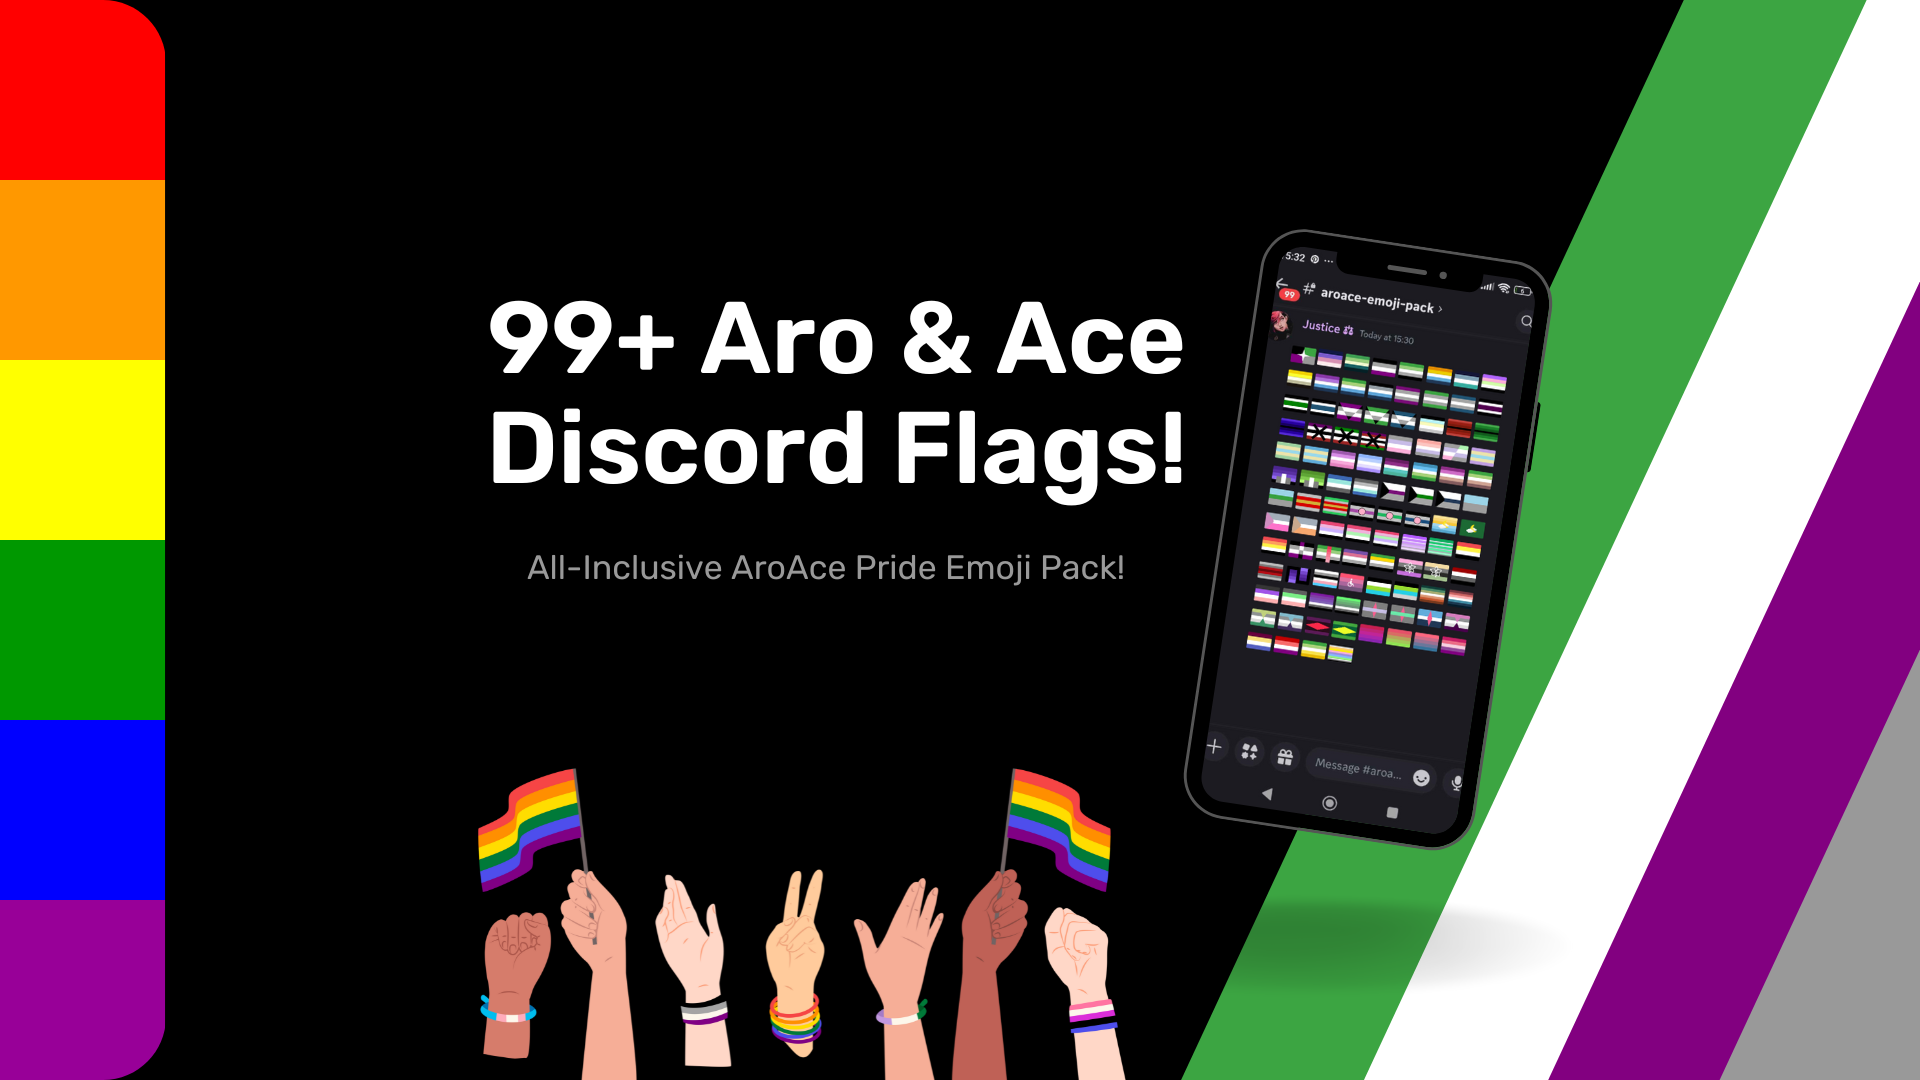 99+ Aro & Ace
Discord Flags!
All-Inclusive AroAce Pride Emoji Pack!
5:32
99
aroace-emoji-pack
Justice
Today at 15:30
Message #aroa...